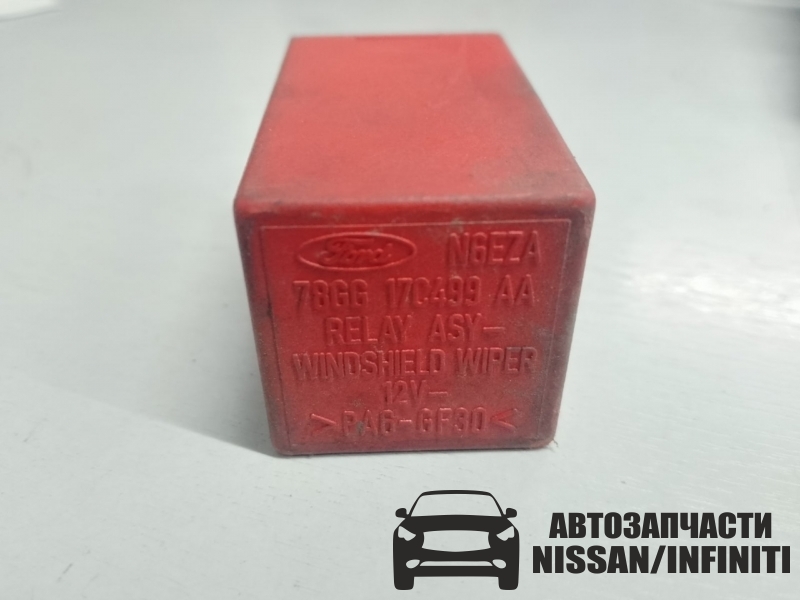 Ford N6EZA
78GG 17C499 AA
RELAY ASY-
WINDSHIELD WIPER
12V-
>PA6-GF30<
АВТОЗАПЧАСТИ
NISSAN/INFINITI